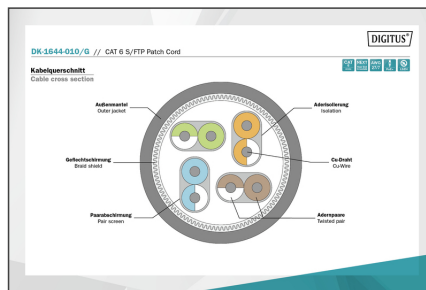 DIGITUS®
DK-1644-010/G // CAT 6 S/FTP Patch Cord
Kabelquerschnitt
Cable cross section
Außenmantel
Outer jacket
Aderisolierung
Isolation
Geflechtschirmung
Braid shield
Cu-Draht
Cu-Wire
Paarabschirmung
Pair screen
Adernpaare
Twisted pair